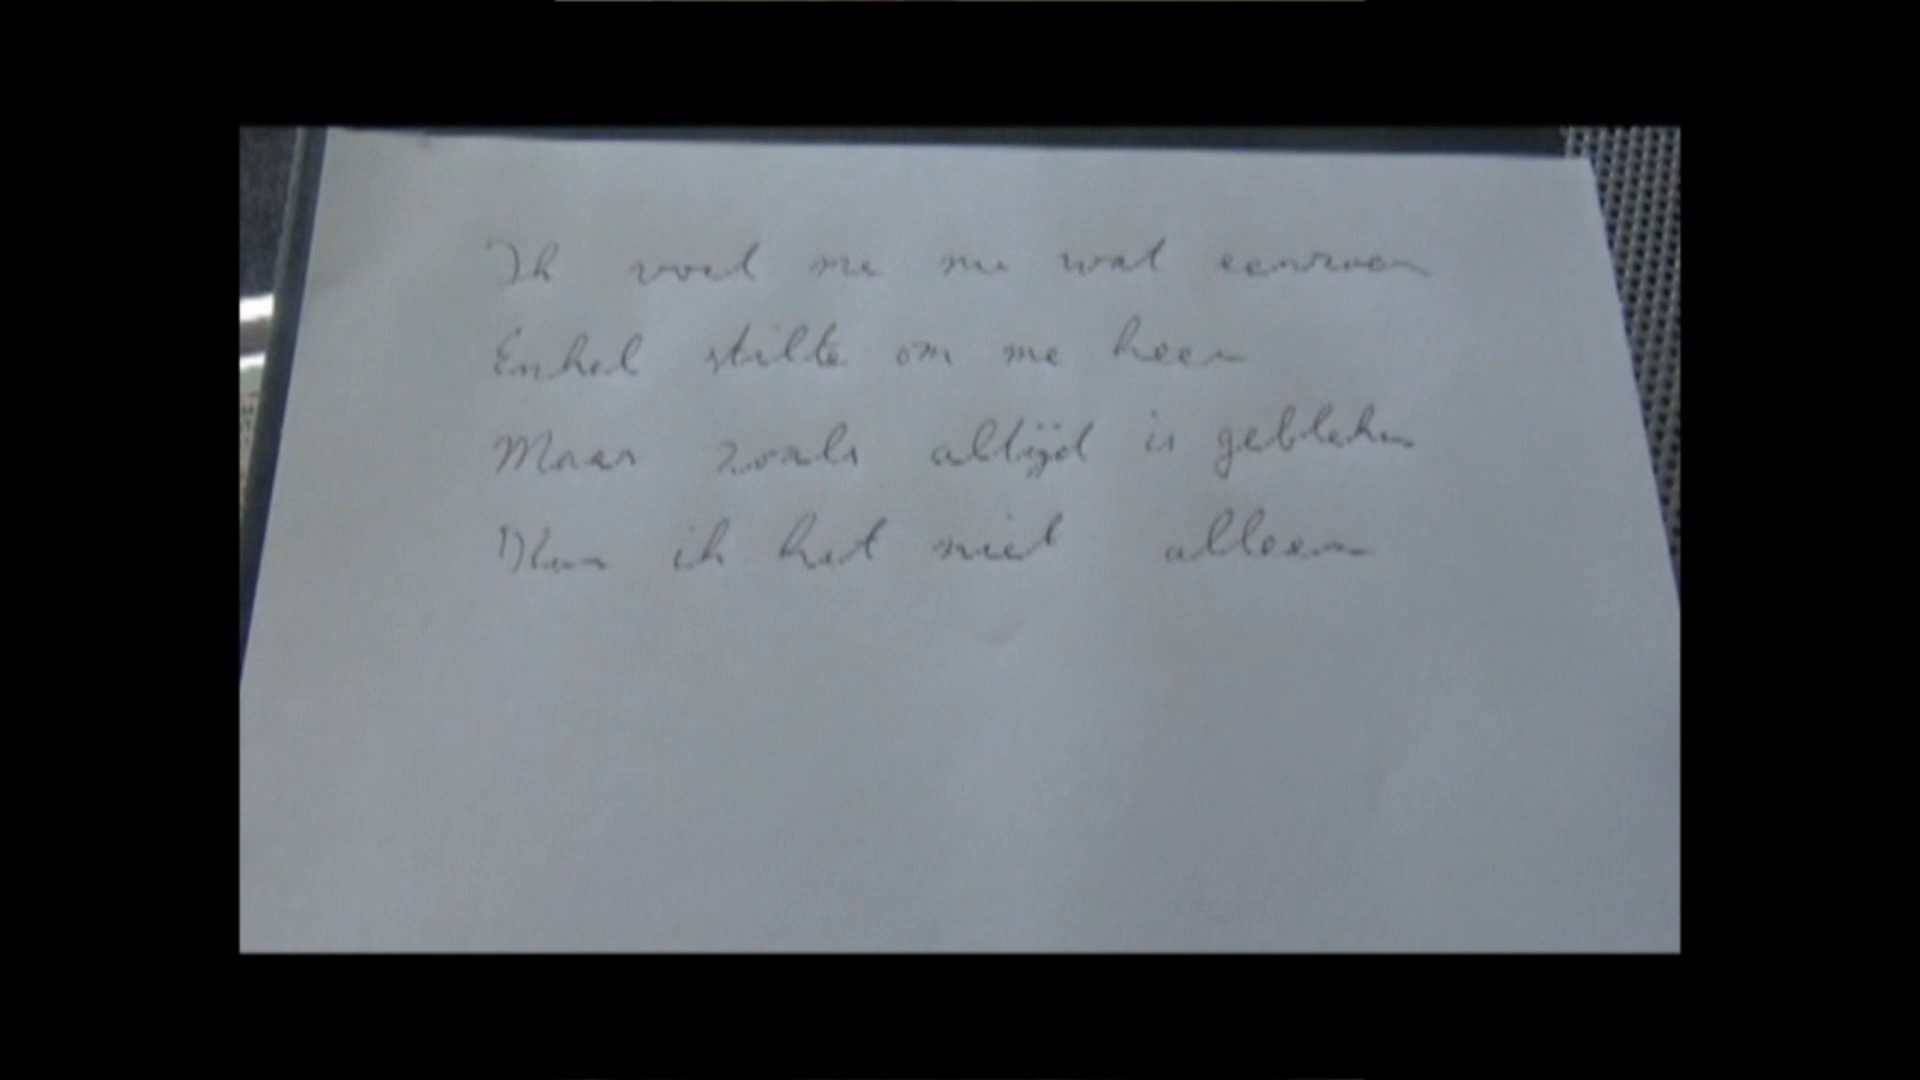 Ik voel me nu wat eenzaam
Enkel stilte om me heen
Maar zoals altijd is gebleken
Kan ik het niet alleen